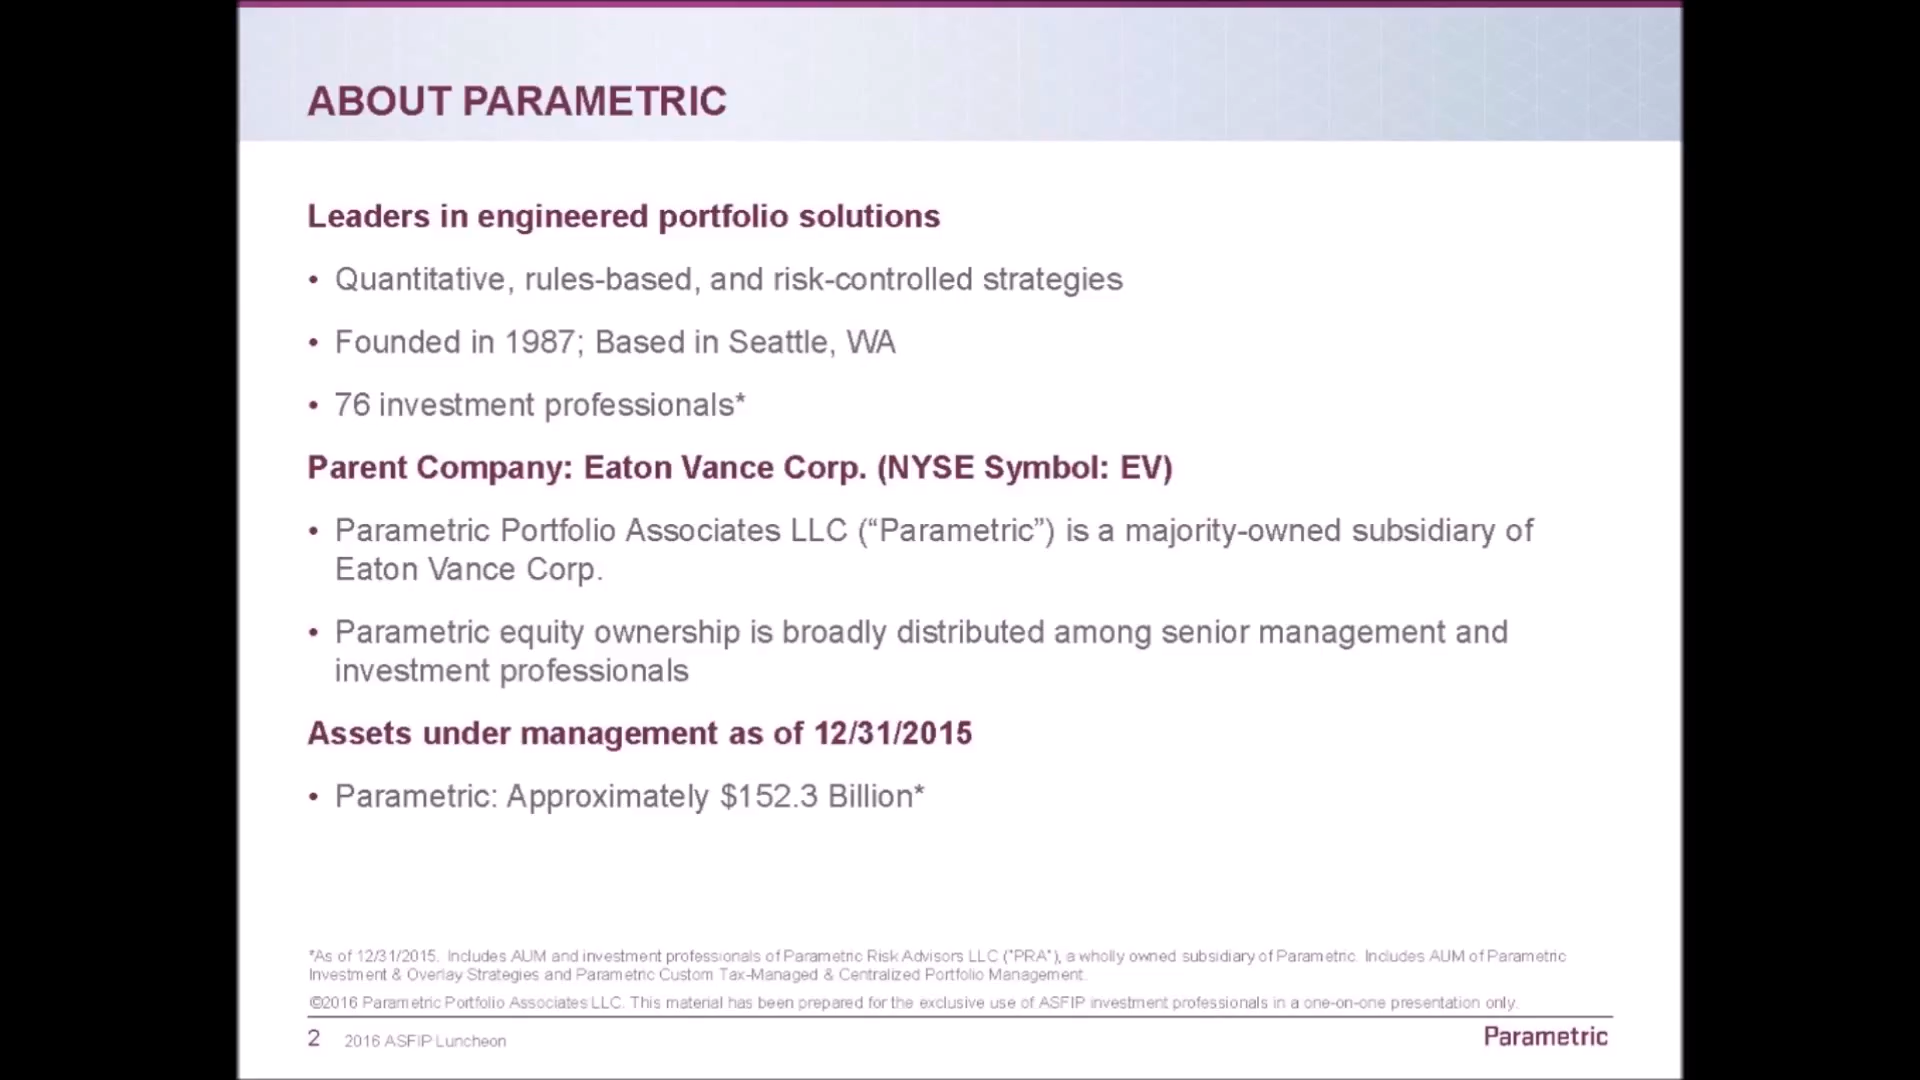 ABOUT PARAMETRIC
Leaders in engineered portfolio solutions
• Quantitative, rules-based, and risk-controlled strategies
• Founded in 1987; Based in Seattle, WA
• 76 investment professionals*
Parent Company: Eaton Vance Corp. (NYSE Symbol: EV)
• Parametric Portfolio Associates LLC (“Parametric”) is a majority-owned subsidiary of
Eaton Vance Corp.
• Parametric equity ownership is broadly distributed among senior management and
investment professionals
Assets under management as of 12/31/2015
• Parametric: Approximately $152.3 Billion*
*As of 12/31/2015. Includes AUM and investment professionals of Parametric Risk Advisors LLC ("PRA"), a wholly owned subsidiary of Parametric. Includes AUM of Parametric
Investment & Overlay Strategies and Parametric Custom Tax-Managed & Centralized Portfolio Management.
©2016 Parametric Portfolio Associates LLC. This material has been prepared for the exclusive use of ASFIP investment professionals in a one-on-one presentation only.
2 2016 ASFIP Luncheon
Parametric